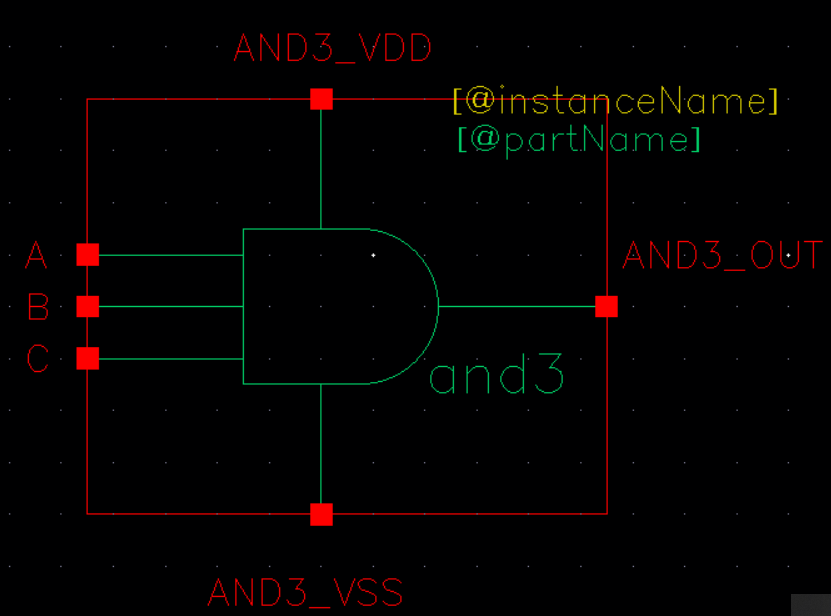 AND3_VDD
[@instanceName]
[@partName]
A
AND3_OUT
B
C
and3
AND3_VSS